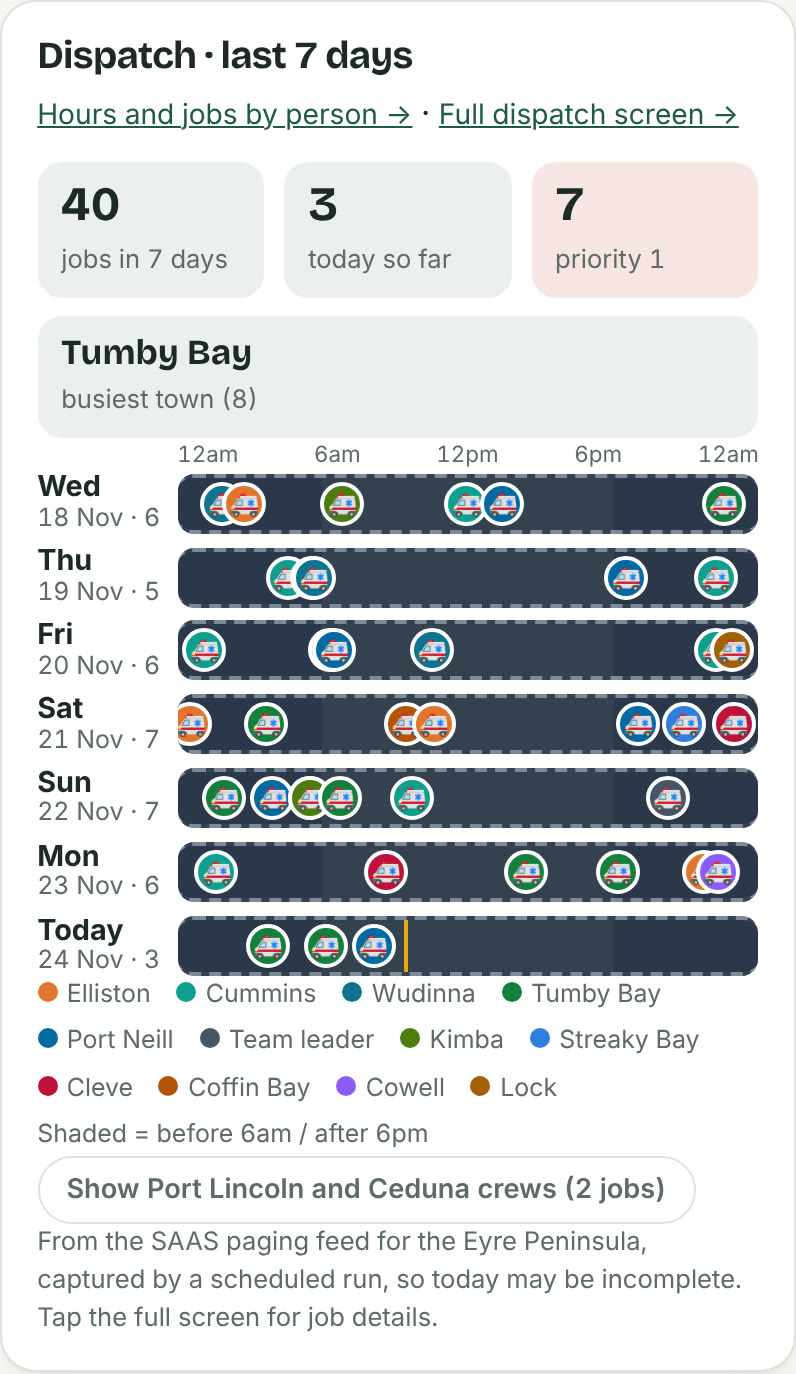 Dispatch · last 7 days
Hours and jobs by person → · Full dispatch screen →
40
jobs in 7 days
3
today so far
7
priority 1
Tumby Bay
busiest town (8)
12am 6am 12pm 6pm 12am
Wed
18 Nov · 6
Thu
19 Nov · 5
Fri
20 Nov · 6
Sat
21 Nov · 7
Sun
22 Nov · 7
Mon
23 Nov · 6
Today
24 Nov · 3
Elliston Cummins Wudinna Tumby Bay
Port Neill Team leader Kimba Streaky Bay
Cleve Coffin Bay Cowell Lock
Shaded = before 6am / after 6pm
Show Port Lincoln and Ceduna crews (2 jobs)
From the SAAS paging feed for the Eyre Peninsula,
captured by a scheduled run, so today may be incomplete.
Tap the full screen for job details.